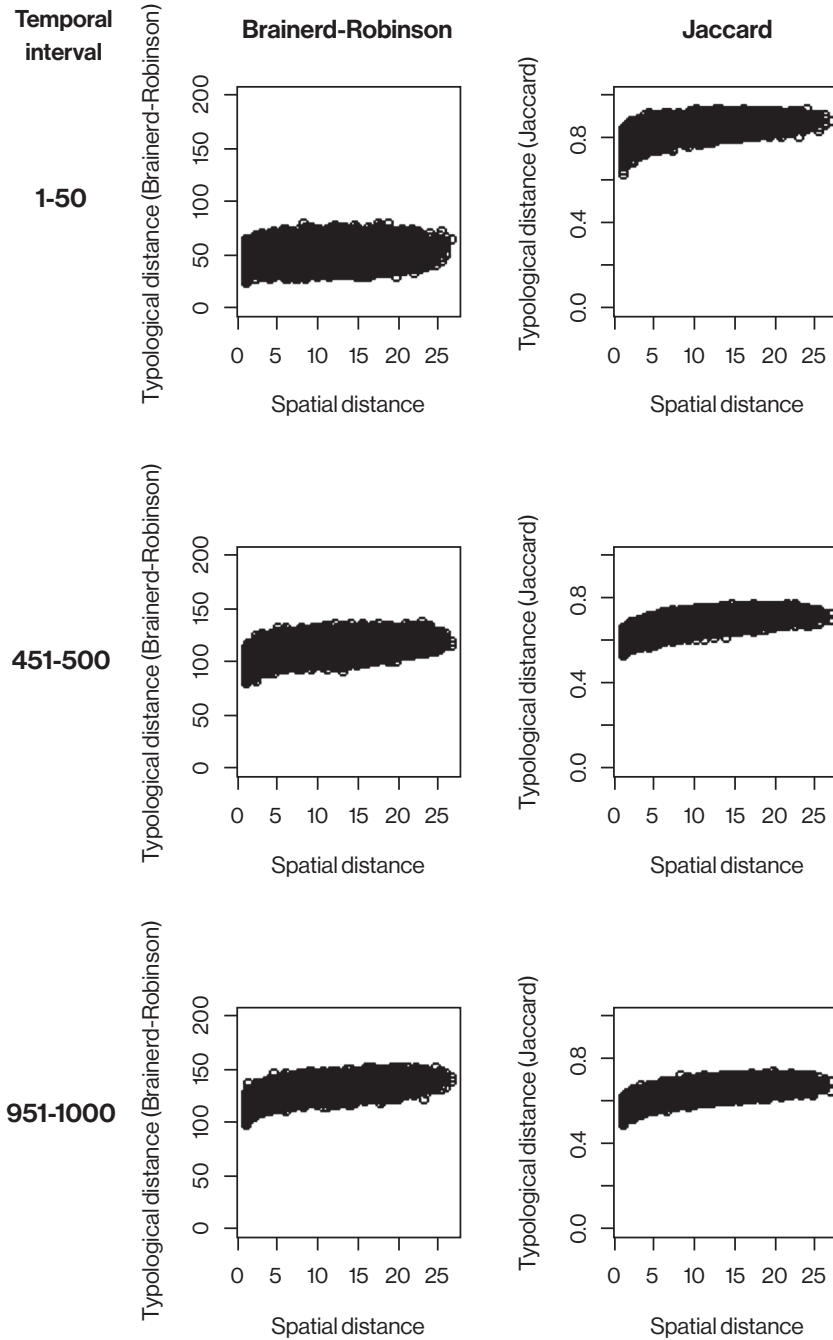 Temporal
interval
Brainerd-Robinson
Jaccard
1-50
Typological distance (Brainerd-Robinson)
200
150
100
50
0
0 5 10 15 20 25
Spatial distance
Typological distance (Jaccard)
0.8
0.4
0.0
0 5 10 15 20 25
Spatial distance
451-500
Typological distance (Brainerd-Robinson)
200
150
100
50
0
0 5 10 15 20 25
Spatial distance
Typological distance (Jaccard)
0.8
0.4
0.0
0 5 10 15 20 25
Spatial distance
951-1000
Typological distance (Brainerd-Robinson)
200
150
100
50
0
0 5 10 15 20 25
Spatial distance
Typological distance (Jaccard)
0.8
0.4
0.0
0 5 10 15 20 25
Spatial distance